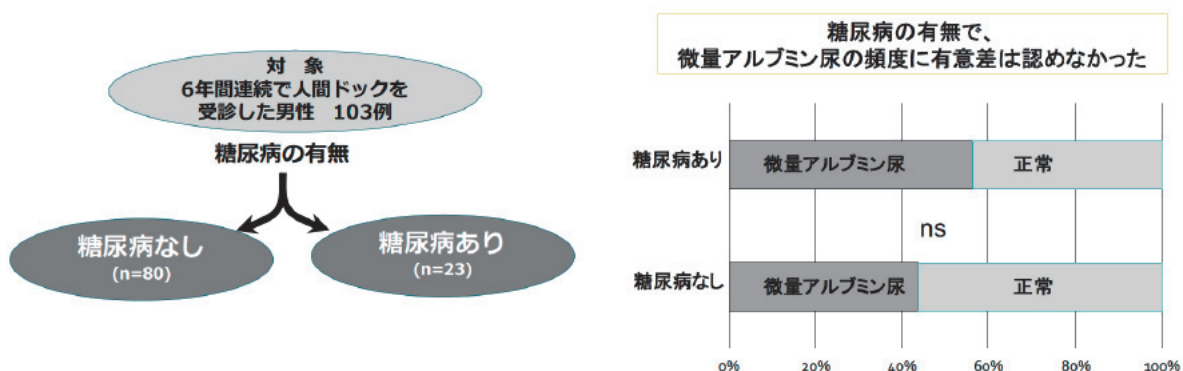 対　象
6年間連続で人間ドックを
受診した男性　103例
糖尿病の有無
糖尿病なし
(n=80)
糖尿病あり
(n=23)
糖尿病の有無で、
微量アルブミン尿の頻度に有意差は認めなかった
糖尿病あり
微量アルブミン尿
正常
ns
糖尿病なし
微量アルブミン尿
正常
0%
20%
40%
60%
80%
100%